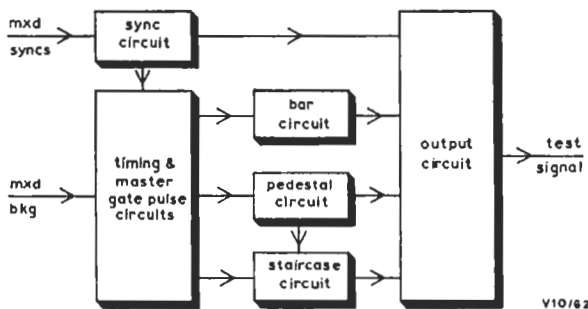 mxd
syncs
sync
circuit
bar
circuit
timing &
master
gate pulse
circuits
mxd
bkg
pedestal
circuit
staircase
circuit
output
circuit
test
signal
V10/62